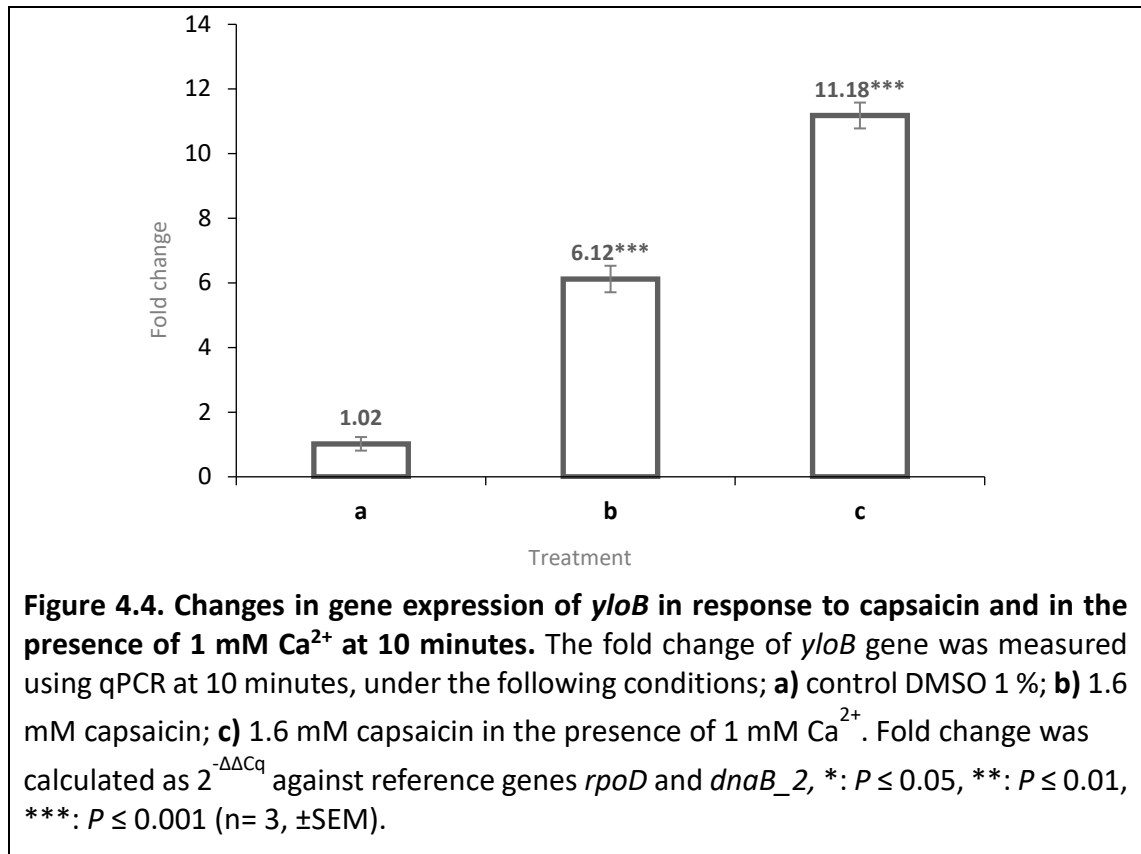 14
12
10
8
6
4
2
0
Fold change
1.02
6.12***
11.18***
a b c
Treatment
Figure 4.4. Changes in gene expression of yloB in response to capsaicin and in the
presence of 1 mM Ca²⁺ at 10 minutes. The fold change of yloB gene was measured
using qPCR at 10 minutes, under the following conditions; a) control DMSO 1 %; b) 1.6
mM capsaicin; c) 1.6 mM capsaicin in the presence of 1 mM Ca²⁺. Fold change was
calculated as 2^-ΔΔCq against reference genes rpoD and dnaB_2, *: P ≤ 0.05, **: P ≤ 0.01,
***: P ≤ 0.001 (n= 3, ±SEM).